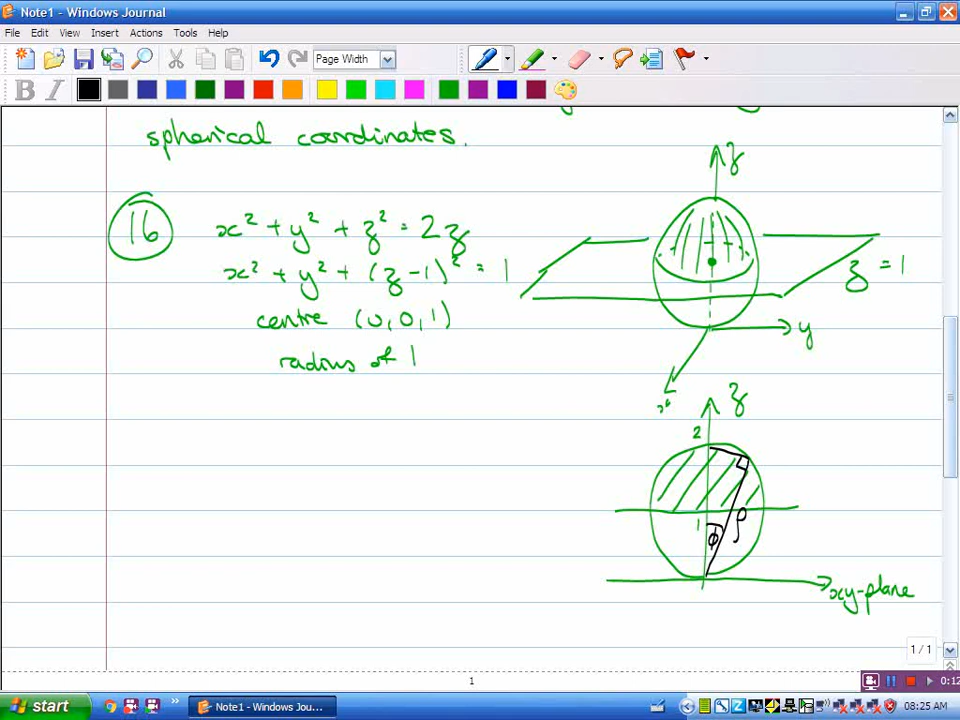 Note1 - Windows Journal
File Edit View Insert Actions Tools Help
Page Width
B I
spherical coordinates.
16
x² + y² + z² = 2z
x² + y² + (z-1)² = 1
centre (0,0,1)
radius of 1
z
z = 1
y
x
z
2
1
φ
ρ
xy-plane
1 / 1
1
0:12
start
Note1 - Windows Jou...
08:25 AM